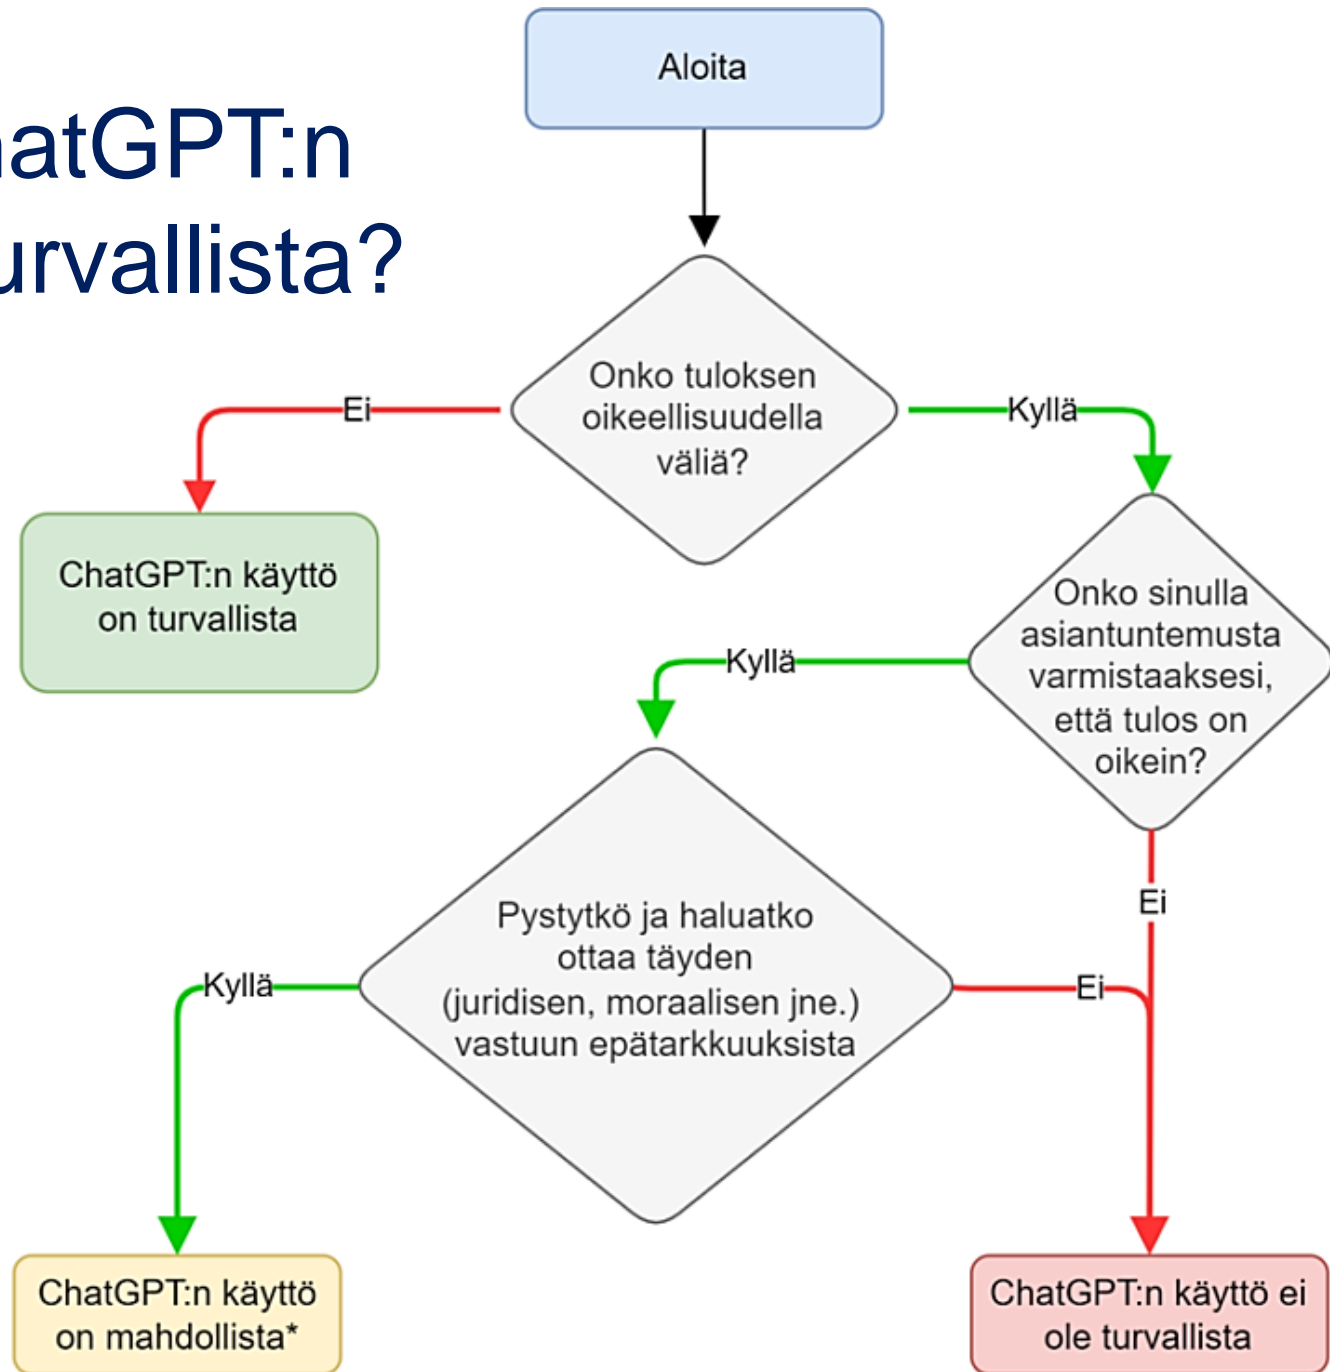 Aloita
hatGPT:n
urvallista?
Onko tuloksen
oikeellisuudella
väliä?
Ei
Kyllä
ChatGPT:n käyttö
on turvallista
Onko sinulla
asiantuntemusta
varmistaaksesi,
että tulos on
oikein?
Kyllä
Ei
Pystytkö ja haluatko
ottaa täyden
(juridisen, moraalisen jne.)
vastuun epätarkkuuksista
Kyllä
Ei
ChatGPT:n käyttö
on mahdollista*
ChatGPT:n käyttö ei
ole turvallista